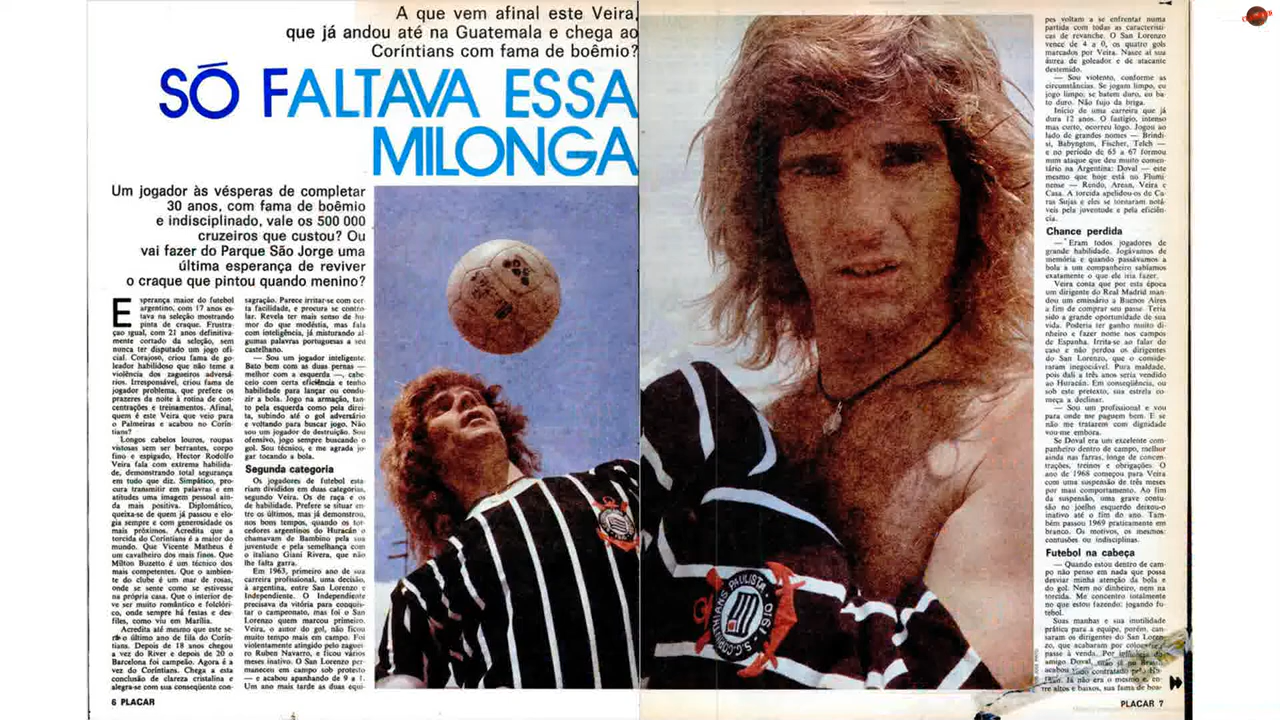 A que vem afinal este Veira,
que já andou até na Guatemala e chega ao
Coríntians com fama de boêmio?
SÓ FALTAVA ESSA
MILONGA
Um jogador às vésperas de completar
30 anos, com fama de boêmio
e indisciplinado, vale os 500 000
cruzeiros que custou? Ou
vai fazer do Parque São Jorge uma
última esperança de reviver
o craque que pintou quando menino?
Esperança maior do futebol
argentino, com 17 anos es-
tava na seleção mostrando
pinta de craque. Frustra-
ção igual, com 21 anos definitiva-
mente cortado da seleção, sem
nunca ter disputado um jogo ofi-
cial. Corajoso, criou fama de go-
leador habilidoso que não teme a
violência dos zagueiros adversá-
rios. Irresponsável, criou fama de
jogador problema, que prefere os
prazeres da noite à rotina de con-
centrações e treinamentos. Afinal,
quem é este Veira que veio para
o Palmeiras e acabou no Corín-
tians?
Longos cabelos louros, roupas
vistosas sem ser berrantes, corpo
fino e espigado, Hector Rodolfo
Veira fala com extrema habilida-
de, demonstrando total segurança
em tudo que diz. Simpático, pro-
cura transmitir em palavras e em
atitudes uma imagem pessoal ain-
da mais positiva. Diplomático,
queixa-se de quem já passou e elo-
gia sempre e com generosidade os
mais próximos. Acredita que a
torcida do Coríntians é a maior do
mundo. Que Vicente Matheus é
um cavalheiro dos mais finos. Que
Milton Buzetto é um técnico dos
mais competentes. Que o ambien-
te do clube é um mar de rosas,
onde se sente como se estivesse
na própria casa. Que o interior de-
ve ser muito romântico e folclóri-
co, onde sempre há festas e des-
files, como viu em Marília.
Acredita até mesmo que este se-
rá o último ano de fila do Corín-
tians. Depois de 18 anos chegou
a vez do River e depois de 20 o
Barcelona foi campeão. Agora é a
vez do Coríntians. Chega a esta
conclusão de clareza cristalina e
alegra-se com sua conseqüente con-
sagração. Parece irritar-se com cer-
ta facilidade, e procura se contro-
lar. Revela ter mais senso de hu-
mor do que modéstia, mas fala
com inteligência, já misturando al-
gumas palavras portuguesas a seu
castelhano.
— Sou um jogador inteligente.
Bato bem com as duas pernas —
melhor com a esquerda —, cabe-
ceio com certa eficiência e tenho
habilidade para lançar ou condu-
zir a bola. Jogo na armação, tan-
to pela esquerda como pela direi-
ta, subindo até o gol adversário
e voltando para buscar jogo. Não
sou um jogador de destruição. Sou
ofensivo, jogo sempre buscando o
gol. Sou técnico, e me agrada jo-
gar tocando a bola.
Segunda categoria
Os jogadores de futebol esta-
riam divididos em duas categorias,
segundo Veira. Os de raça e os
de habilidade. Prefere se situar en-
tre os últimos, mas já demonstrou,
nos bons tempos, quando os tor-
cedores argentinos do Huracán o
chamavam de Bambino pela sua
juventude e pela semelhança com
o italiano Giani Rivera, que não
lhe falta garra.
Em 1963, primeiro ano de sua
carreira profissional, uma decisão,
à argentina, entre San Lorenzo e
Independiente. O Independiente
precisava da vitória para conquis-
tar o campeonato, mas foi o San
Lorenzo quem marcou primeiro.
Veira, o autor do gol, não ficou
muito tempo mais em campo. Foi
violentamente atingido pelo zaguei-
ro Ruben Navarro, e ficou vários
meses inativo. O San Lorenzo per-
maneceu em campo sob protesto
— e acabou apanhando de 9 a 1.
Um ano mais tarde as duas equi-
6 PLACAR
S.C. CORINTHIANS PAULISTA 1910
pes voltam a se enfrentar numa
partida com todas as característi-
cas de revanche. O San Lorenzo
vence de 4 a 0, os quatro gols
marcados por Veira. Nasce aí sua
áurea de goleador e de atacante
destemido.
— Sou violento, conforme as
circunstâncias. Se jogam limpo, eu
jogo limpo; se batem duro, eu ba-
to duro. Não fujo da briga.
Início de uma carreira que já
dura 12 anos. O fastígio, intenso
mas curto, ocorreu logo. Jogou ao
lado de grandes nomes — Brindi-
si, Babyngton, Fischer, Telch —
e no período de 65 a 67 formou
num ataque que deu muito comen-
tário na Argentina: Doval — este
mesmo que hoje está no Flumi-
nense — Rendo, Arean, Veira e
Casa. A torcida apelidou-os de Ca-
ras Sujas e eles se tornaram notá-
veis pela juventude e pela eficiên-
cia.
Chance perdida
— Eram todos jogadores de
grande habilidade. Jogávamos de
memória e quando passávamos a
bola a um companheiro sabíamos
exatamente o que ele iria fazer.
Veira conta que por esta época
um dirigente do Real Madrid man-
dou um emissário a Buenos Aires
a fim de comprar seu passe. Teria
sido a grande oportunidade de sua
vida. Poderia ter ganho muito di-
nheiro e fazer nome nos campos
de Espanha. Irrita-se ao falar do
caso e não perdoa os dirigentes
do San Lorenzo, que o conside-
raram inegociável. Pura maldade,
pois dali a três anos seria vendido
ao Huracán. Em conseqüência, ou
sob este pretexto, sua estrela co-
meça a declinar.
— Sou um profissional e vou
para onde me paguem bem. E se
não me tratarem com dignidade
vou-me embora.
Se Doval era um excelente com-
panheiro dentro de campo, melhor
ainda nas farras, longe de concen-
trações, treinos e obrigações. O
ano de 1968 começou para Veira
com uma suspensão de três meses
por mau comportamento. Ao fim
da suspensão, uma grave contu-
são no joelho esquerdo deixou-o
inativo até o fim do ano. Tam-
bém passou 1969 praticamente em
branco. Os motivos, os mesmos:
contusões ou indisciplinas.
Futebol na cabeça
— Quando estou dentro de cam-
po não penso em nada que possa
desviar minha atenção da bola e
do gol. Nem no dinheiro, nem na
torcida. Me concentro totalmente
no que estou fazendo: jogando fu-
tebol.
Suas manhas e sua inutilidade
prática para a equipe, porém, can-
saram os dirigentes do San Loren-
zo, que acabaram por colocar
passe à venda. Por influência do
amigo Doval, no Brasil,
acabou contratado pelo
Já não era o mesmo e, en-
tre altos e baixos, sua fama de boa-
PLACAR 7